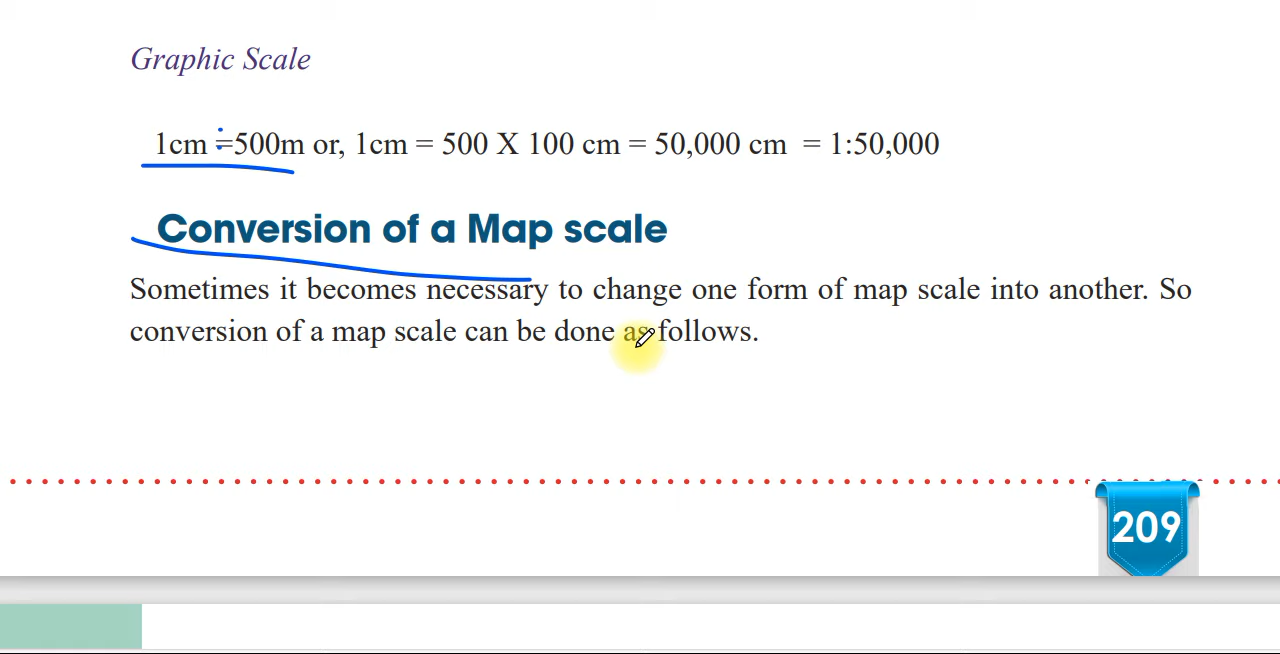 Graphic Scale
1cm =500m or, 1cm = 500 X 100 cm = 50,000 cm = 1:50,000
Conversion of a Map scale
Sometimes it becomes necessary to change one form of map scale into another. So
conversion of a map scale can be done as follows.
209